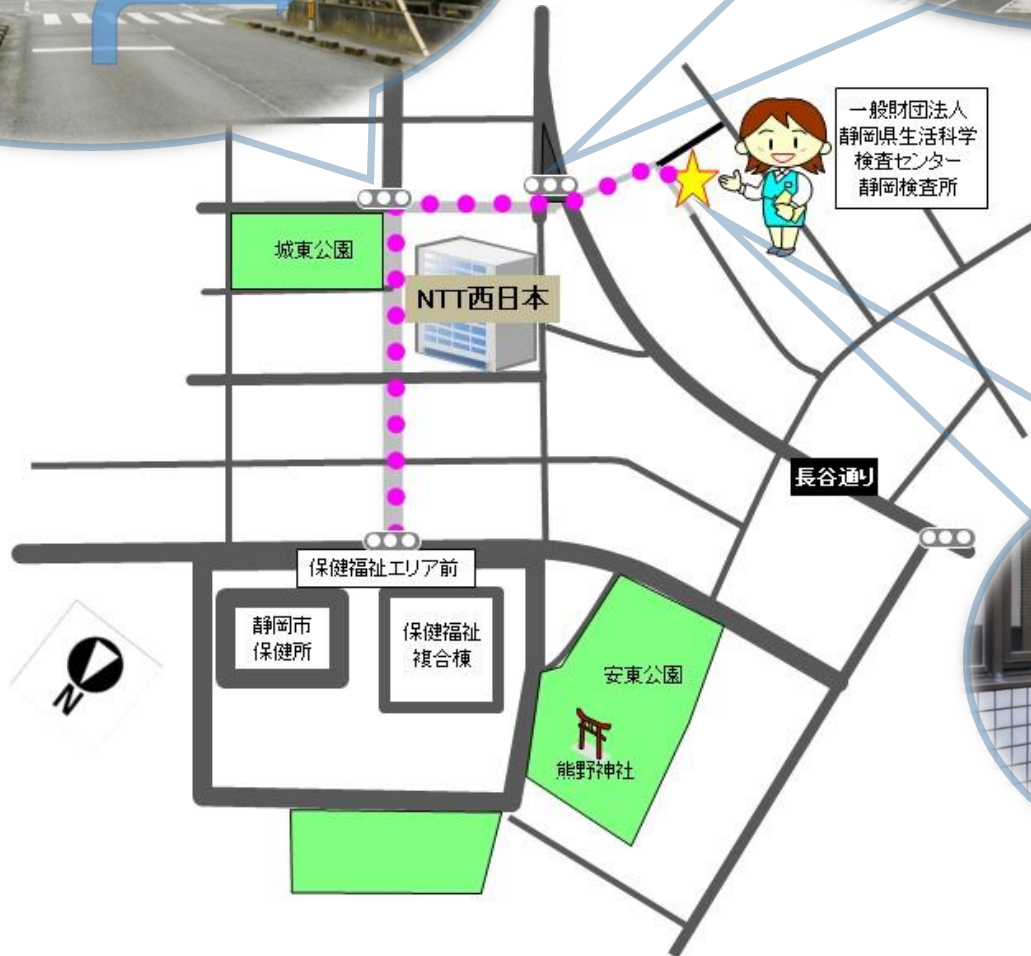 一般財団法人
静岡県生活科学
検査センター
静岡検査所
城東公園
NTT西日本
長谷通り
保健福祉エリア前
静岡市
保健所
保健福祉
複合棟
安東公園
熊野神社
N